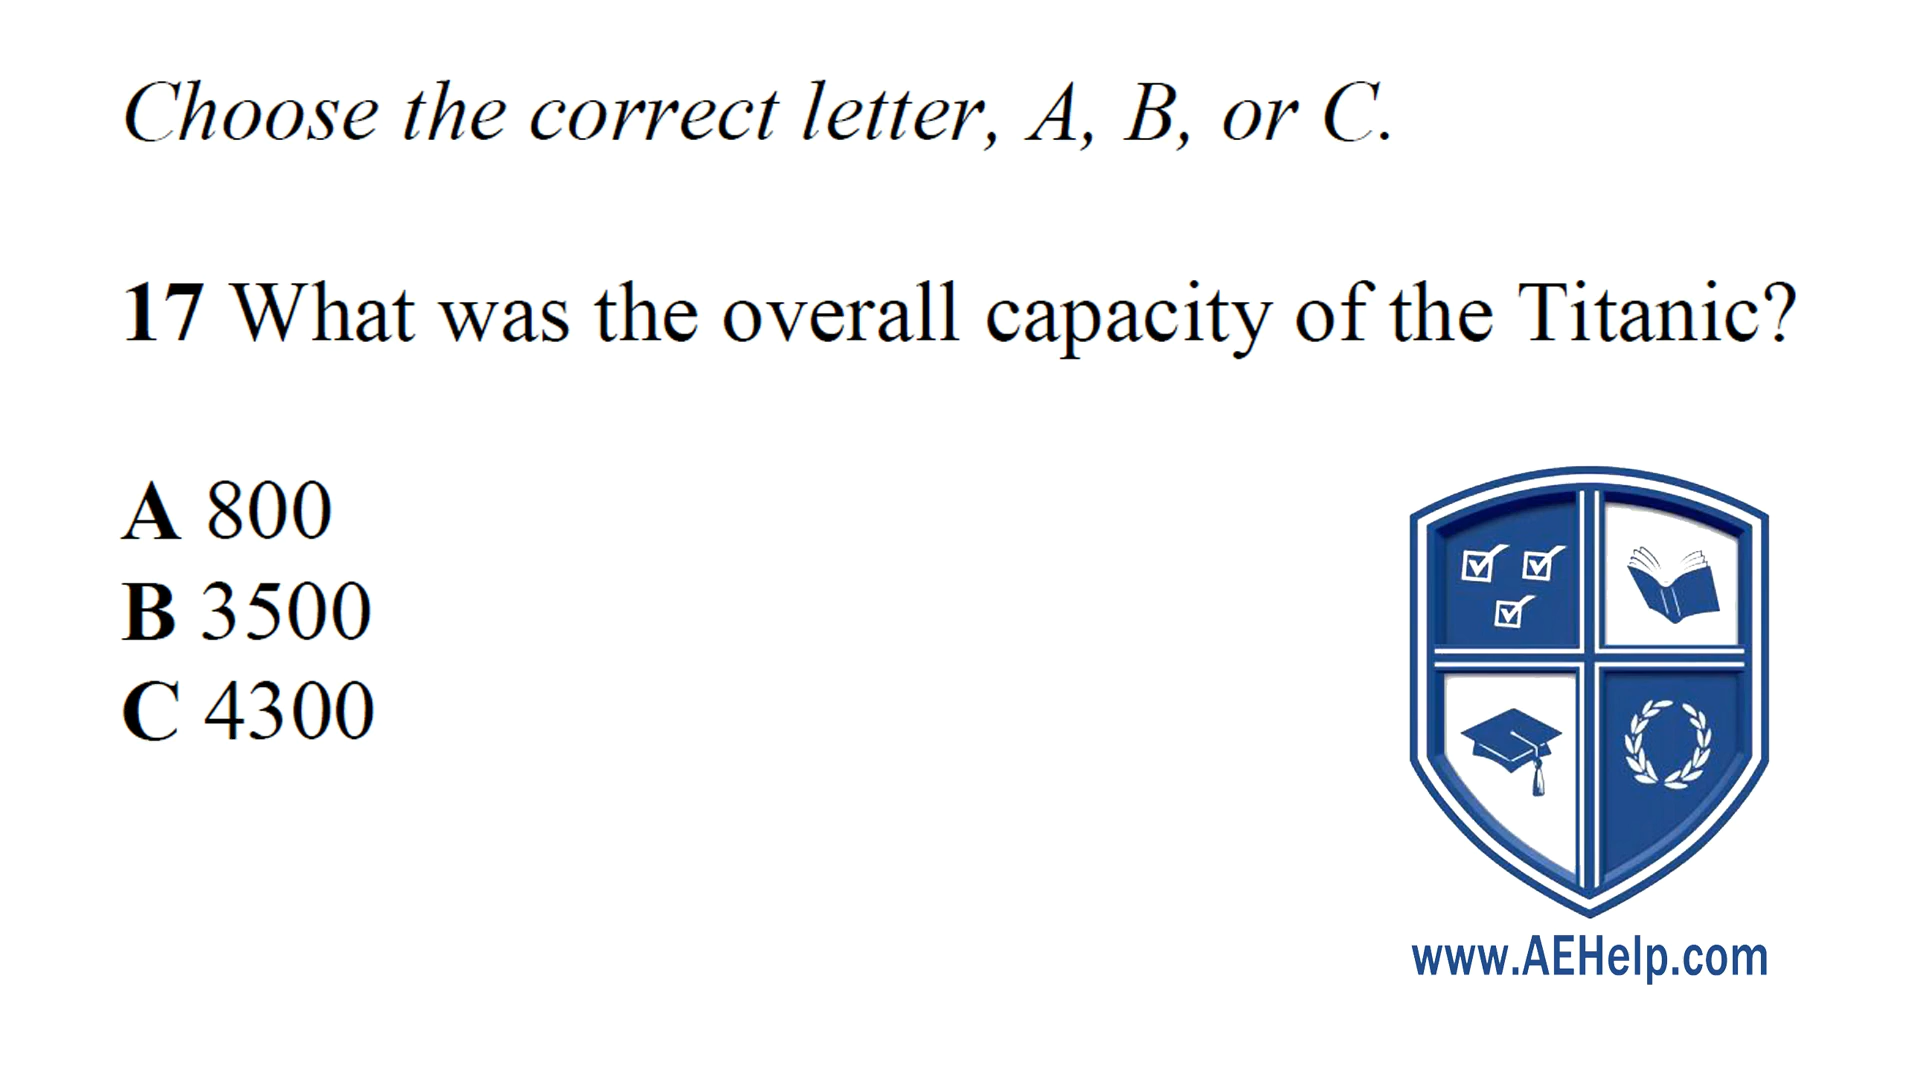 Choose the correct letter, A, B, or C.
17 What was the overall capacity of the Titanic?
A 800
B 3500
C 4300
www.AEHelp.com